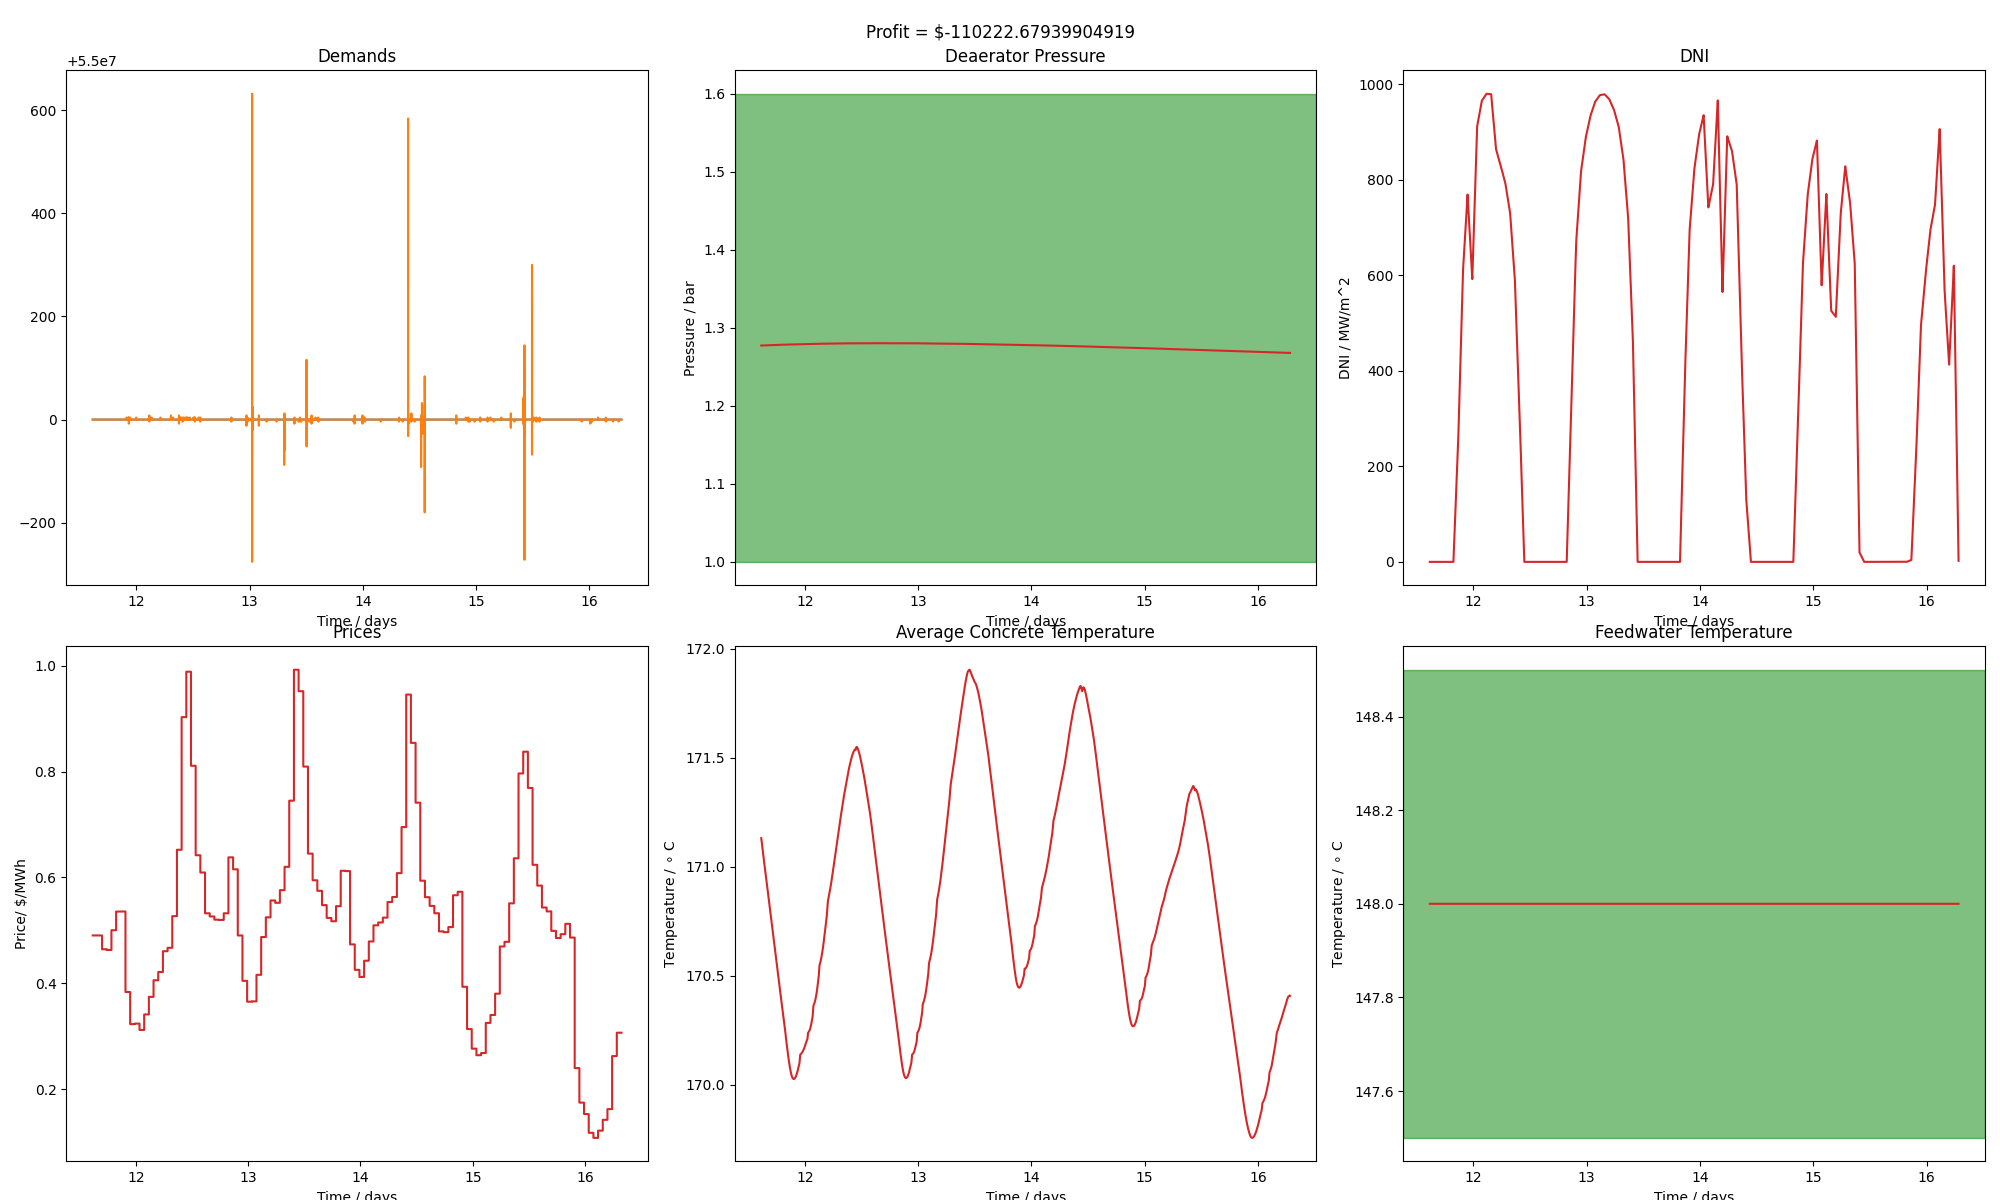 Profit = $-110222.67939904919
Demands
+5.5e7
600
400
200
0
−200
12 13 14 15 16
Time / days
Deaerator Pressure
Pressure / bar
1.6
1.5
1.4
1.3
1.2
1.1
1.0
12 13 14 15 16
Time / days
DNI
DNI / MW/m^2
1000
800
600
400
200
0
12 13 14 15 16
Time / days
Prices
Price/ $/MWh
1.0
0.8
0.6
0.4
0.2
12 13 14 15 16
Time / days
Average Concrete Temperature
Temperature / ∘ C
172.0
171.5
171.0
170.5
170.0
12 13 14 15 16
Time / days
Feedwater Temperature
Temperature / ∘ C
148.4
148.2
148.0
147.8
147.6
12 13 14 15 16
Time / days